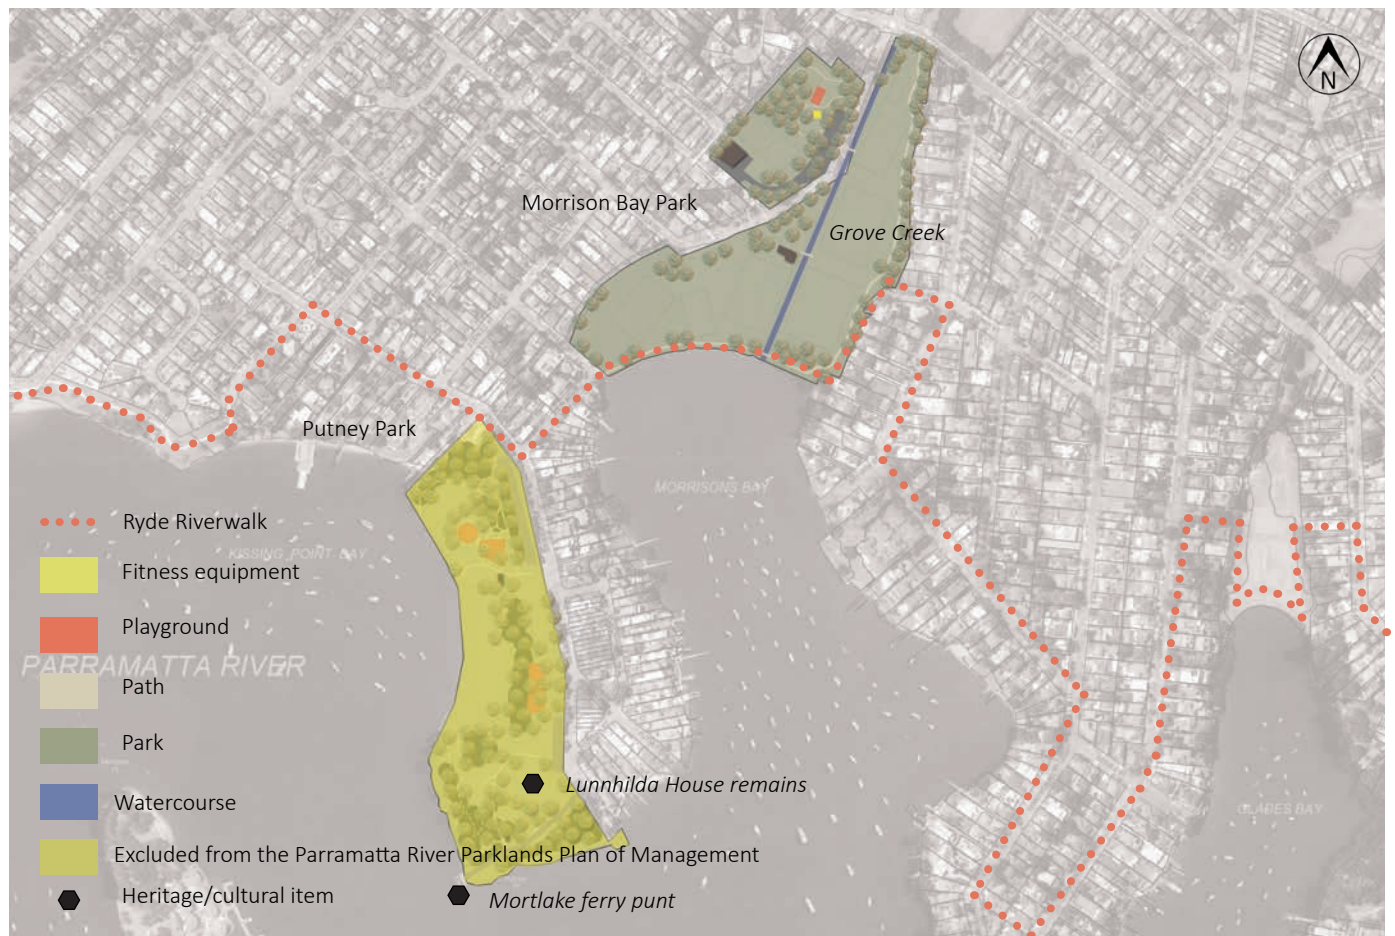 N
Morrison Bay Park
Grove Creek
Putney Park
MORRISONS BAY
Ryde Riverwalk
KISSING POINT BAY
Fitness equipment
Playground
PARRAMATTA RIVER
Path
Park
Lunnhilda House remains
Watercourse
GLADES BAY
Excluded from the Parramatta River Parklands Plan of Management
Heritage/cultural item
Mortlake ferry punt